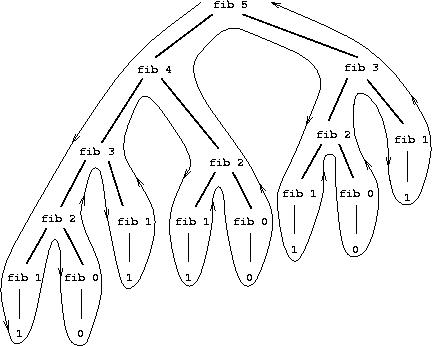 fib 5
fib 4 fib 3
fib 3 fib 2 fib 2 fib 1
fib 2 fib 1 fib 1 fib 0 fib 1 fib 0 1
fib 1 fib 0 1 1 0 1 0
1 0